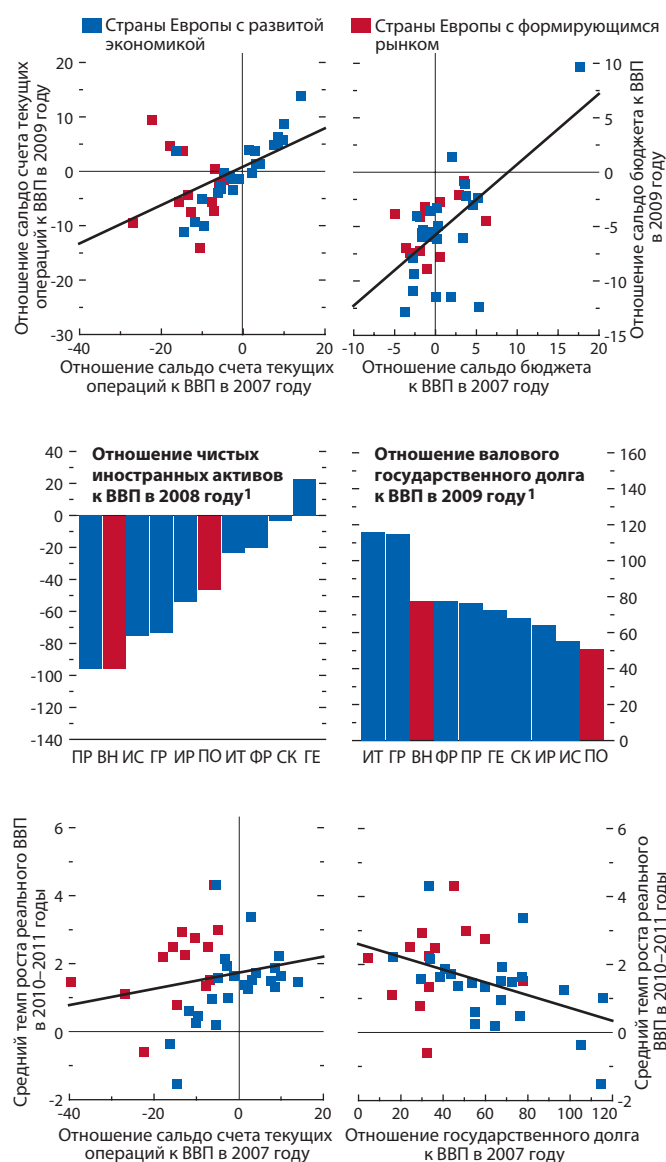 Страны Европы с развитой экономикой
Страны Европы с формирующимся рынком
Отношение сальдо счета текущих операций к ВВП в 2009 году
20
10
0
-10
-20
-30
-40 -20 0 20
Отношение сальдо счета текущих
операций к ВВП в 2007 году
Отношение сальдо бюджета к ВВП в 2009 году
10
5
0
-5
-10
-15
-10 -5 0 5 10 15 20
Отношение сальдо бюджета
к ВВП в 2007 году
Отношение чистых
иностранных активов
к ВВП в 2008 году1
40
20
0
-20
-40
-60
-80
-100
-120
-140
ПР ВН ИС ГР ИР ПО ИТ ФР СК ГЕ
Отношение валового
государственного долга
к ВВП в 2009 году1
160
120
80
60
40
20
0
ИТ ГР ВН ФР ПР ГЕ СК ИР ИС ПО
Средний темп роста реального ВВП
в 2010–2011 годы
6
4
2
0
-2
-40 -20 0 20
Отношение сальдо счета текущих
операций к ВВП в 2007 году
Средний темп роста реального
ВВП в 2010–2011 годы
6
4
2
0
-2
0 20 40 60 80 100 120
Отношение государственного долга
к ВВП в 2007 году